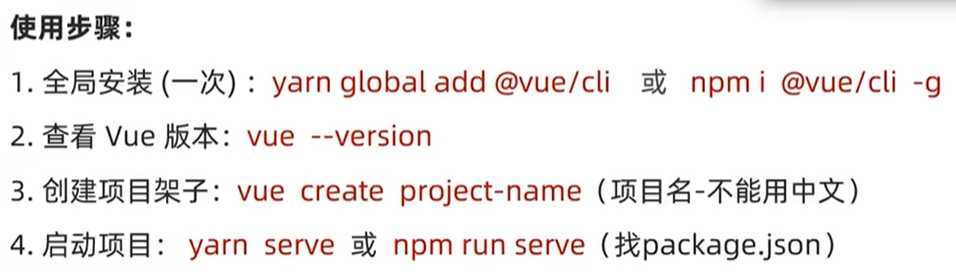 使用步骤：
1. 全局安装 (一次) ：yarn global add @vue/cli 或 npm i @vue/cli -g
2. 查看 Vue 版本：vue --version
3. 创建项目架子：vue create project-name（项目名-不能用中文）
4. 启动项目： yarn serve 或 npm run serve（找package.json）